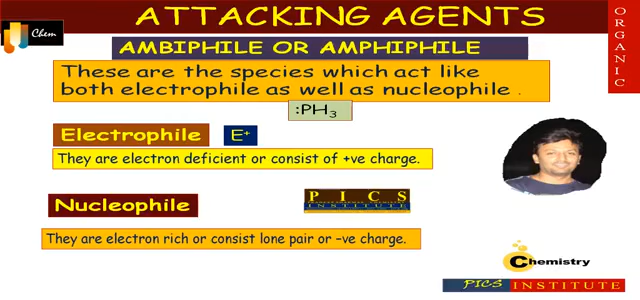 ATTACKING AGENTS
Chem
ORGANIC
AMBIPHILE OR AMPHIPHILE
These are the species which act like
both electrophile as well as nucleophile .
:PH3
Electrophile
E+
They are electron deficient or consist of +ve charge.
Nucleophile
PICS
INSTITUTE
They are electron rich or consist lone pair or –ve charge.
Chemistry
PICS INSTITUTE